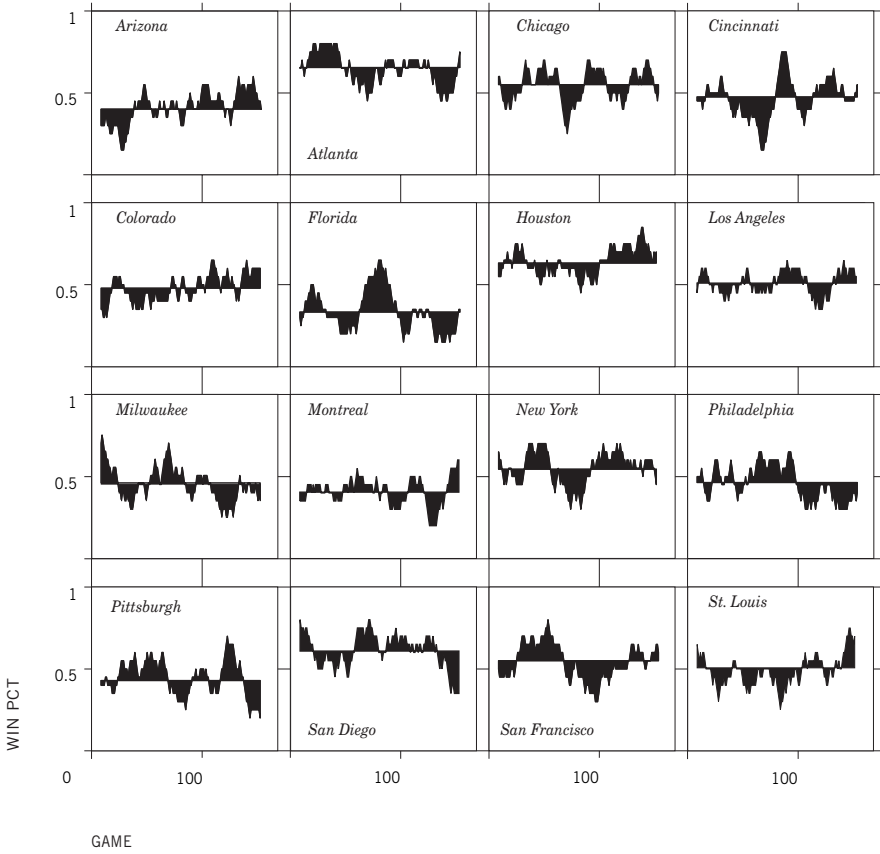 1
Arizona
Chicago
Cincinnati
0.5
Atlanta
1
Colorado
Florida
Houston
Los Angeles
0.5
1
Milwaukee
Montreal
New York
Philadelphia
0.5
1
Pittsburgh
St. Louis
0.5
San Diego
San Francisco
WIN PCT
0
100
100
100
100
GAME